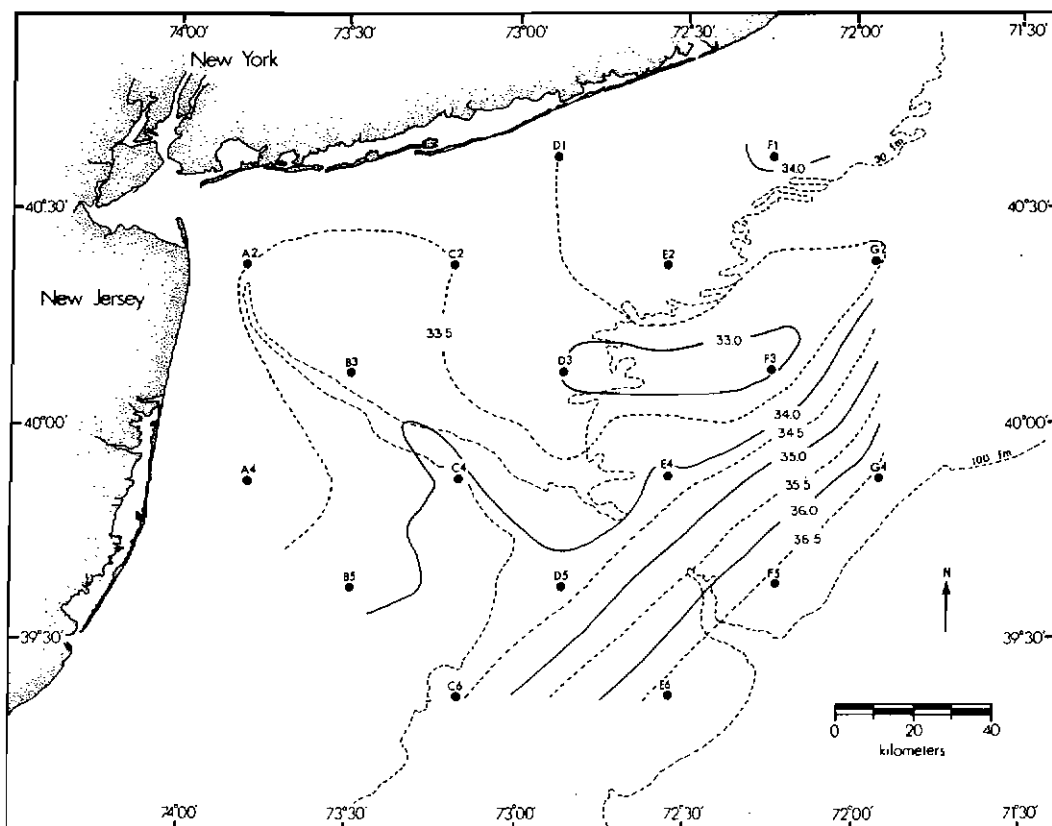 74°00'
73°30'
73°00'
72°30'
72°00'
71°30'
New York
D1
F1
34.0
30 fm
40°30'
40°30'
A2
C2
E2
G2
New Jersey
33.5
33.0
B3
D3
F3
40°00'
34.0
40°00'
34.5
35.0
100 fm
A4
C4
E4
G4
35.5
36.0
36.5
B5
D5
F5
N
39°30'
39°30'
C6
E6
0 20 40
kilometers
74°00'
73°30'
73°00'
72°30'
72°00'
71°30'